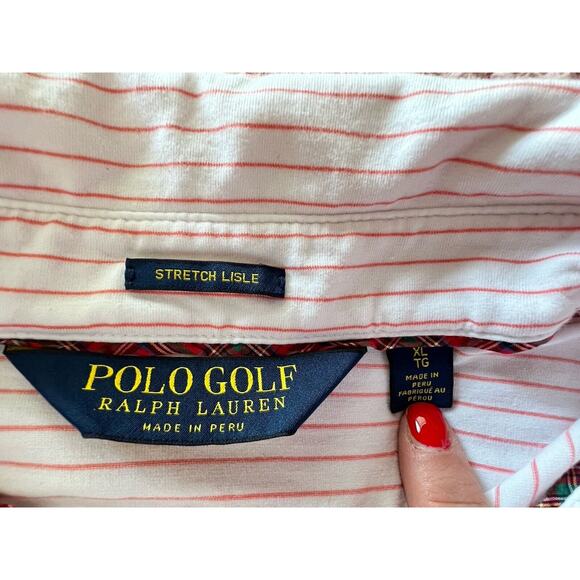 STRETCH LISLE
POLO GOLF
RALPH LAUREN
MADE IN PERU
XL
TG
MADE IN
PERU
FABRIQUÉ AU
PÉROU